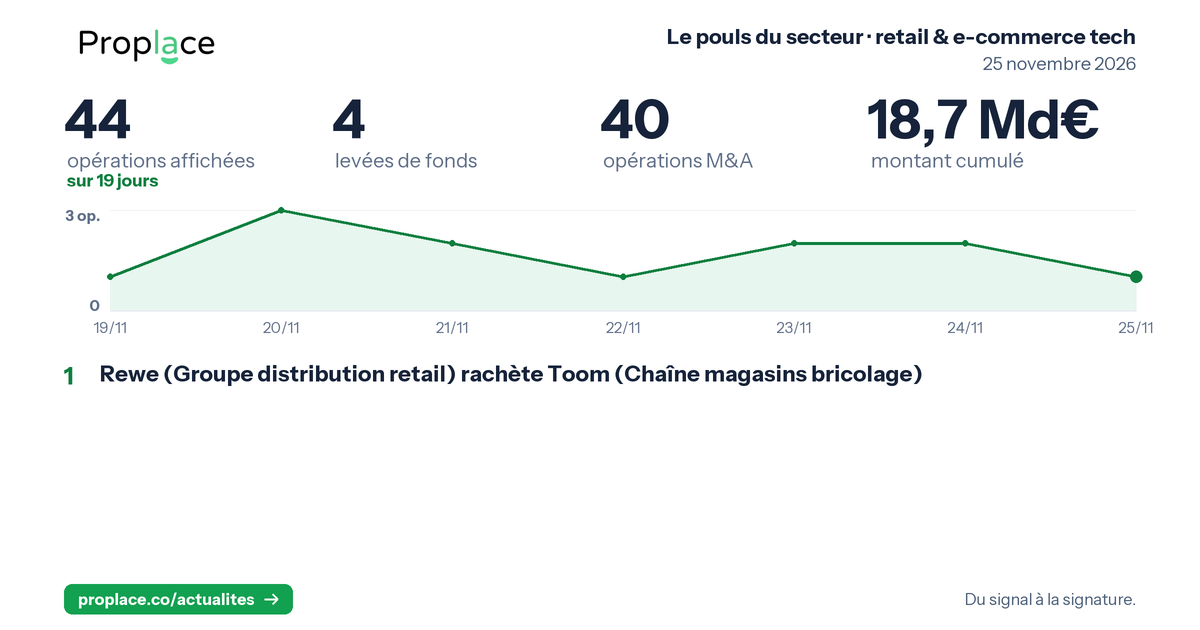 Proplace
Le pouls du secteur · retail & e-commerce tech
25 novembre 2026
44
opérations affichées
sur 19 jours
4
levées de fonds
40
opérations M&A
18,7 Md€
montant cumulé
3 op.
0
19/11
20/11
21/11
22/11
23/11
24/11
25/11
1 Rewe (Groupe distribution retail) rachète Toom (Chaîne magasins bricolage)
proplace.co/actualites →
Du signal à la signature.